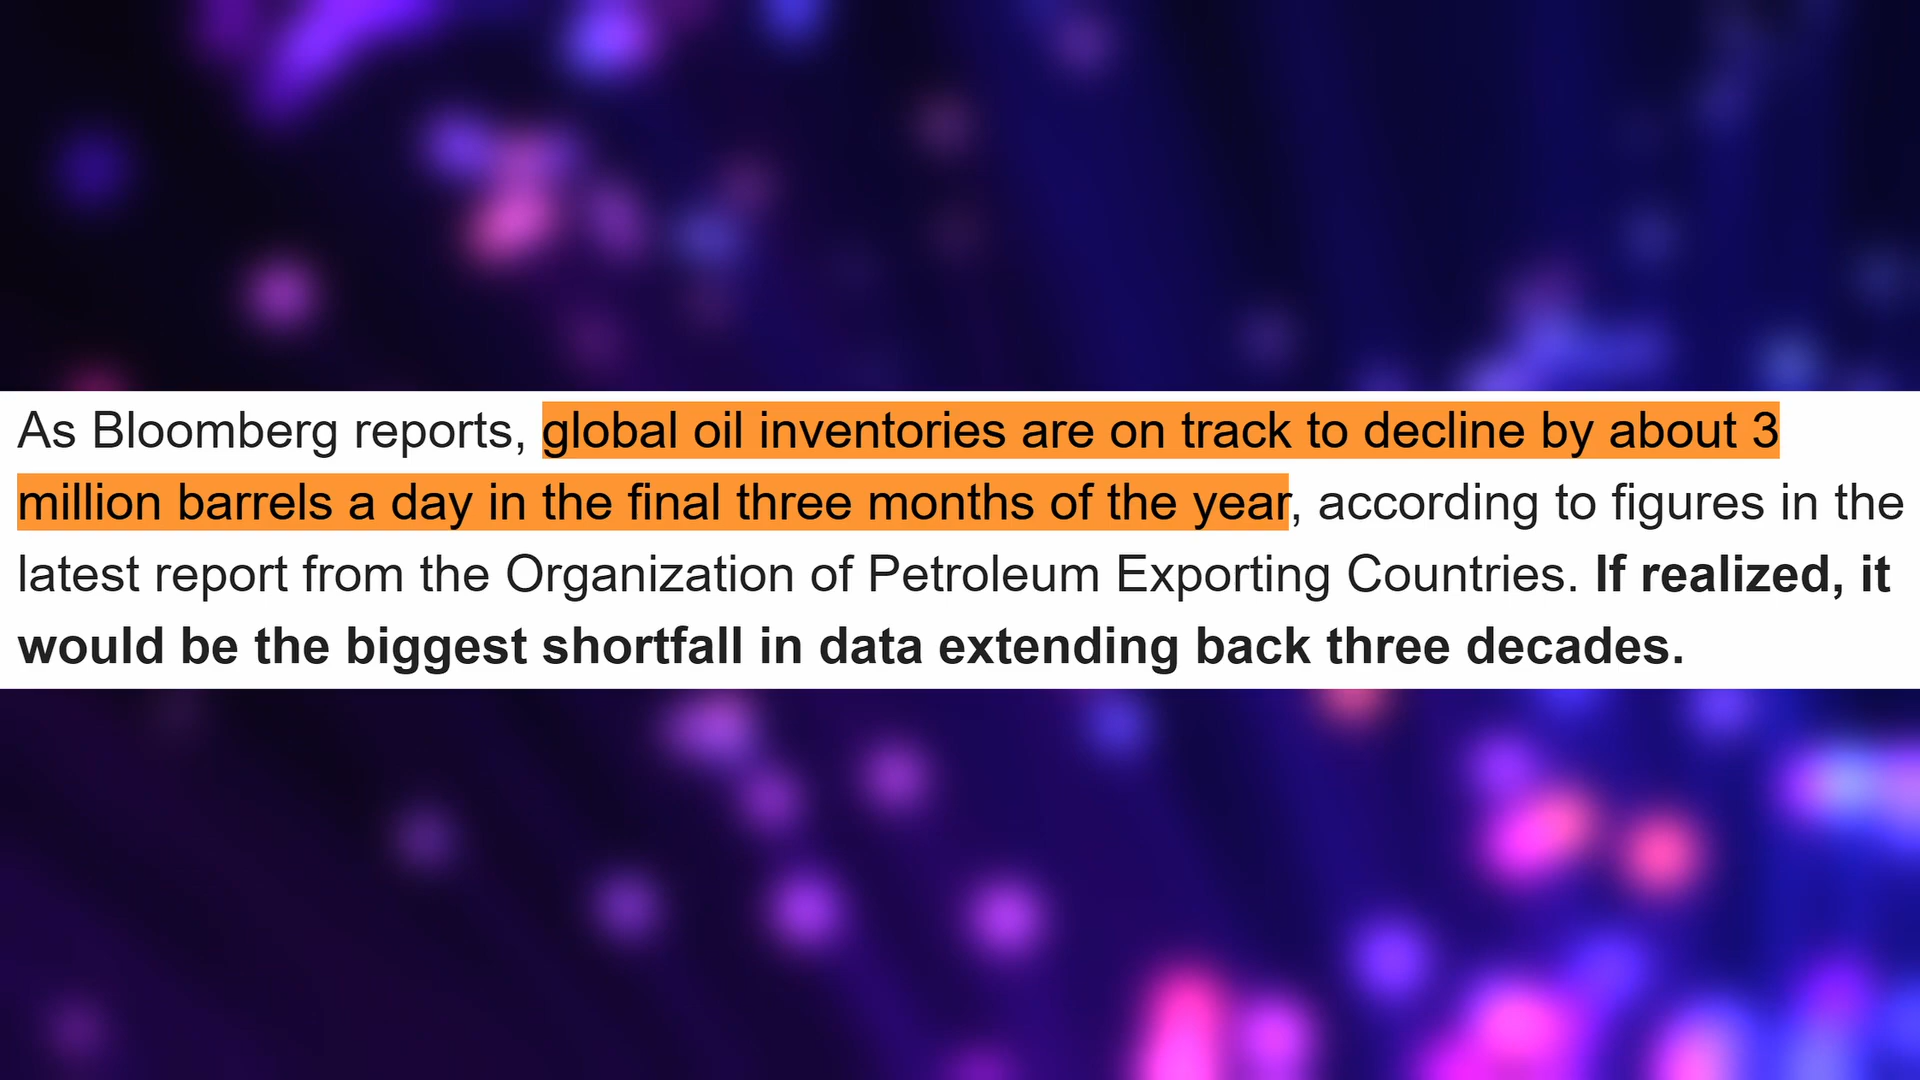 As Bloomberg reports, global oil inventories are on track to decline by about 3
million barrels a day in the final three months of the year, according to figures in the
latest report from the Organization of Petroleum Exporting Countries. If realized, it
would be the biggest shortfall in data extending back three decades.